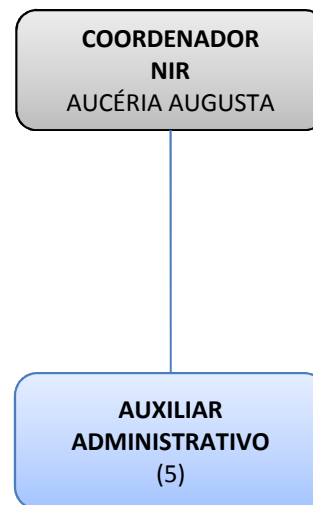 COORDENADOR
NIR
AUCÉRIA AUGUSTA
AUXILIAR
ADMINISTRATIVO
(5)